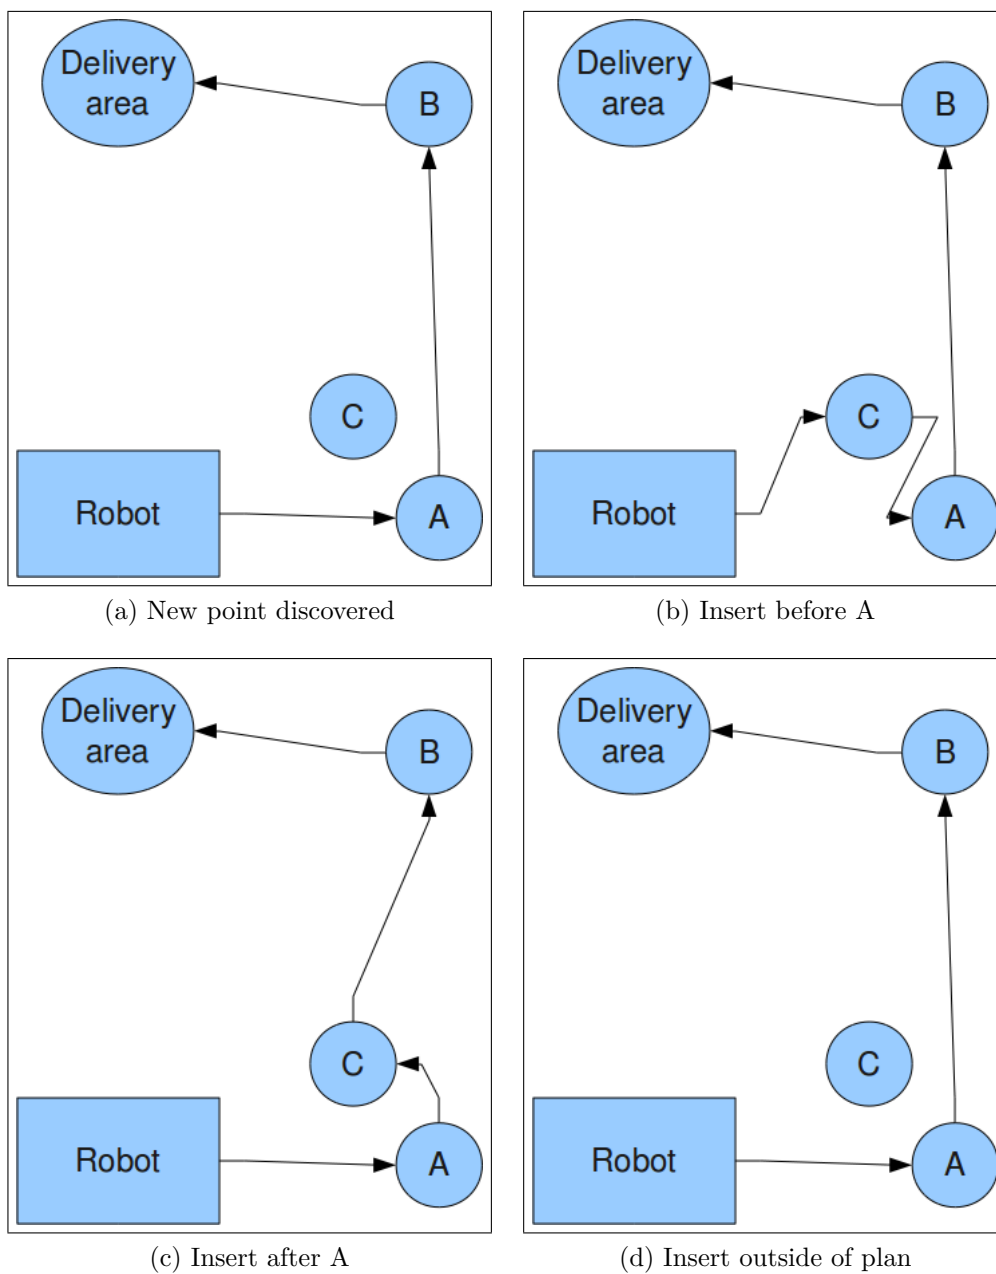 Delivery
area
B
C
Robot
A
(a) New point discovered
Delivery
area
B
C
Robot
A
(b) Insert before A
Delivery
area
B
C
Robot
A
(c) Insert after A
Delivery
area
B
C
Robot
A
(d) Insert outside of plan